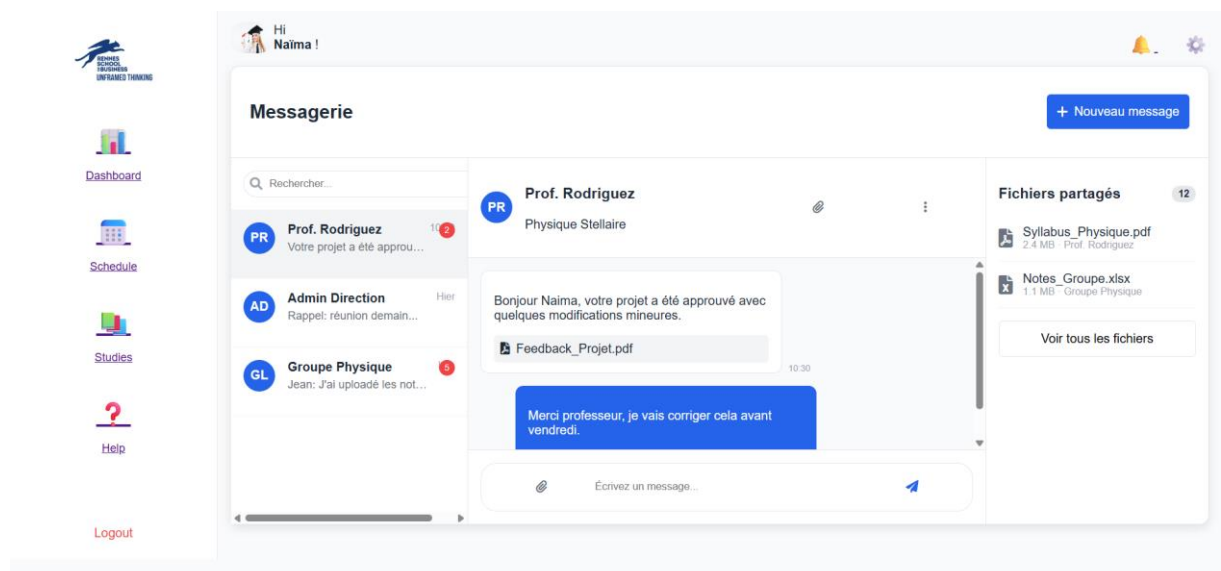 RENNES
SCHOOL
OF BUSINESS
UNFRAMED THINKING
Dashboard
Schedule
Studies
Help
Logout
Hi
Naïma !
Messagerie
+ Nouveau message
Rechercher...
PR
Prof. Rodriguez
10
2
Votre projet a été approu...
AD
Admin Direction
Hier
Rappel: réunion demain...
GL
Groupe Physique
5
Jean: J'ai uploadé les not...
PR
Prof. Rodriguez
Physique Stellaire
Bonjour Naima, votre projet a été approuvé avec
quelques modifications mineures.
Feedback_Projet.pdf
10:30
Merci professeur, je vais corriger cela avant
vendredi.
Écrivez un message...
Fichiers partagés
12
Syllabus_Physique.pdf
2.4 MB · Prof. Rodriguez
Notes_Groupe.xlsx
1.1 MB · Groupe Physique
Voir tous les fichiers